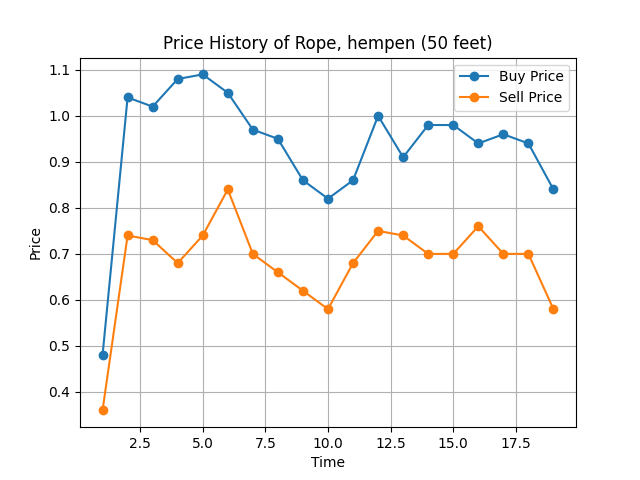 Price History of Rope, hempen (50 feet)
Buy Price
Sell Price
1.1
1.0
0.9
0.8
0.7
0.6
0.5
0.4
Price
2.5 5.0 7.5 10.0 12.5 15.0 17.5
Time